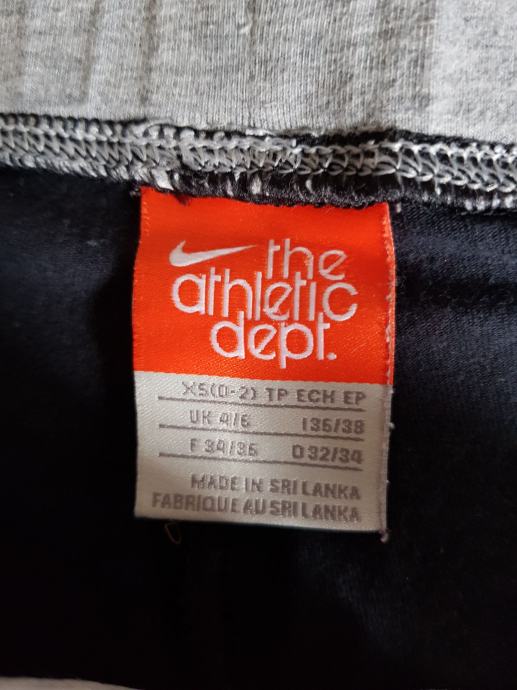 the
athletic
dept.
XS(0-2) TP ECH EP
UK 4/6 I 36/38
F 34/36 D 32/34
MADE IN SRI LANKA
FABRIQUE AU SRI LANKA